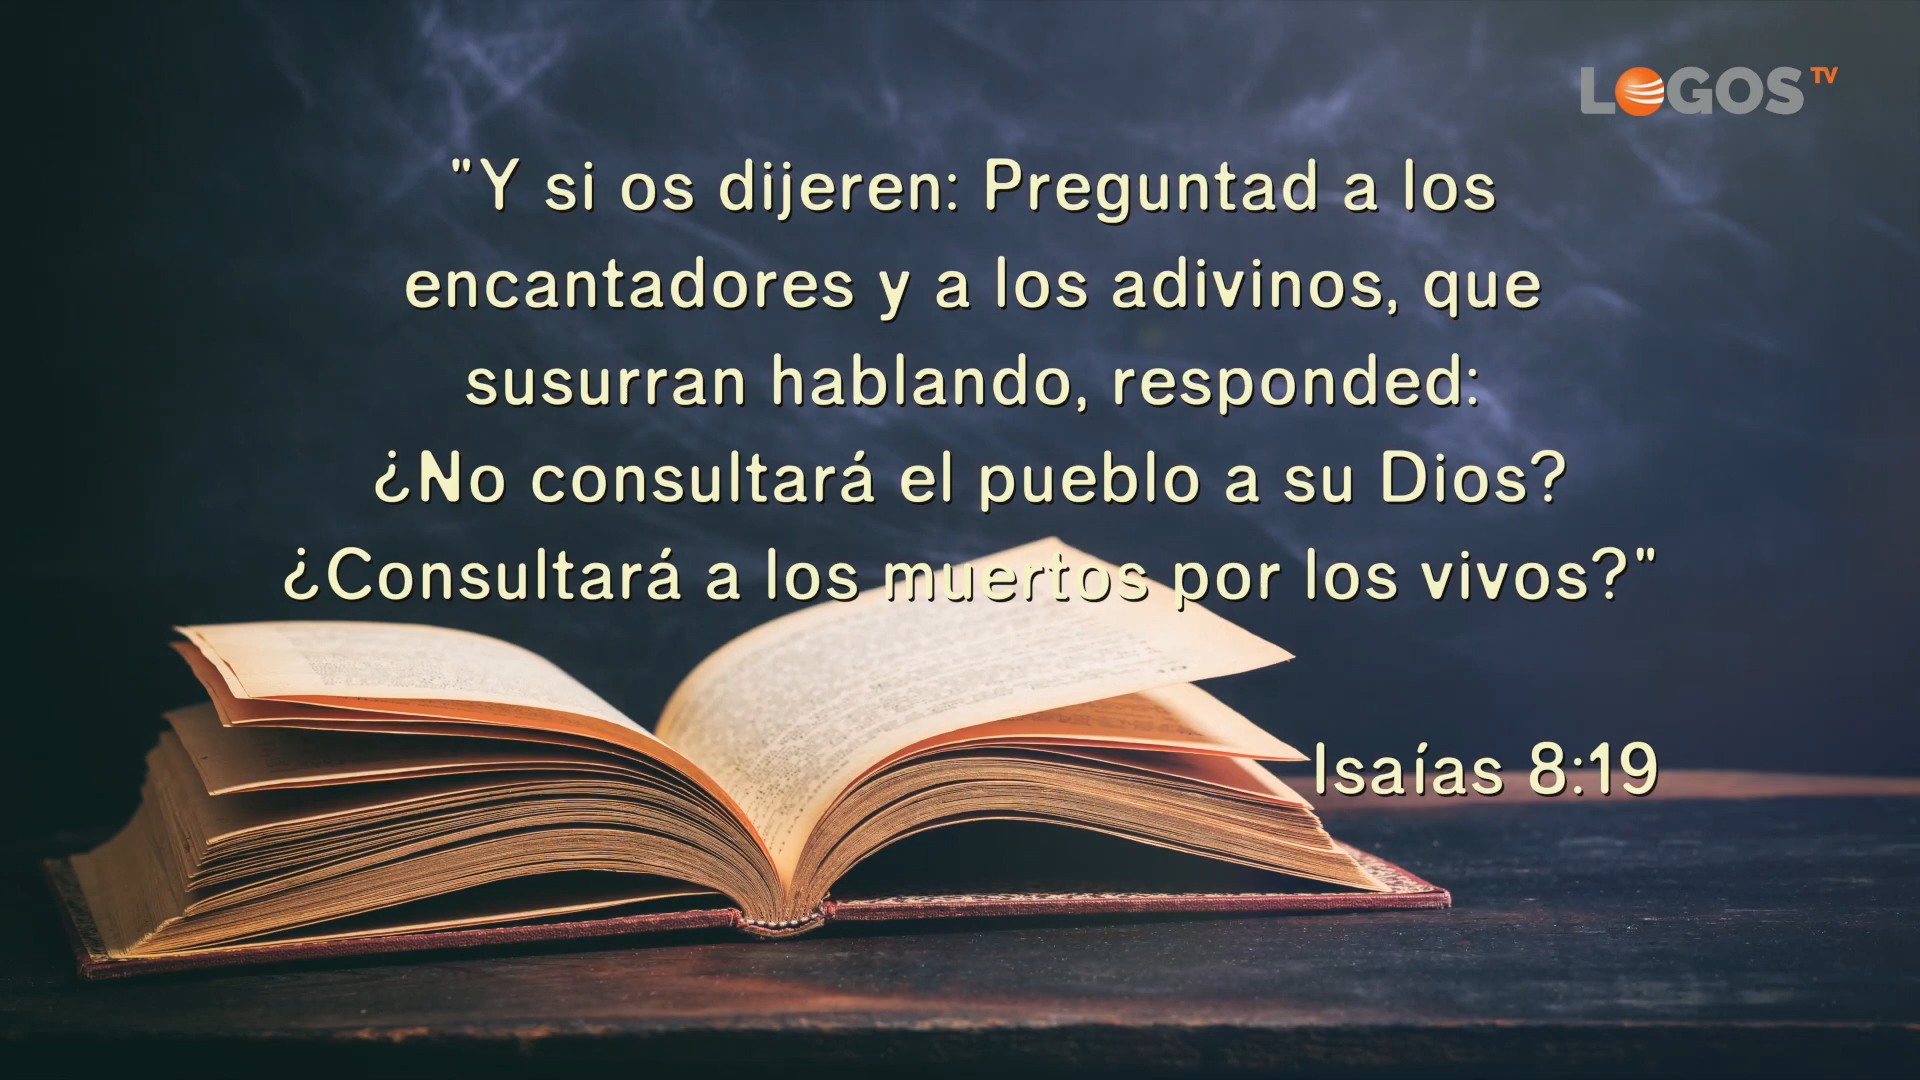 LOGOS TV
"Y si os dijeren: Preguntad a los
encantadores y a los adivinos, que
susurran hablando, responded:
¿No consultará el pueblo a su Dios?
¿Consultará a los muertos por los vivos?"
Isaías 8:19